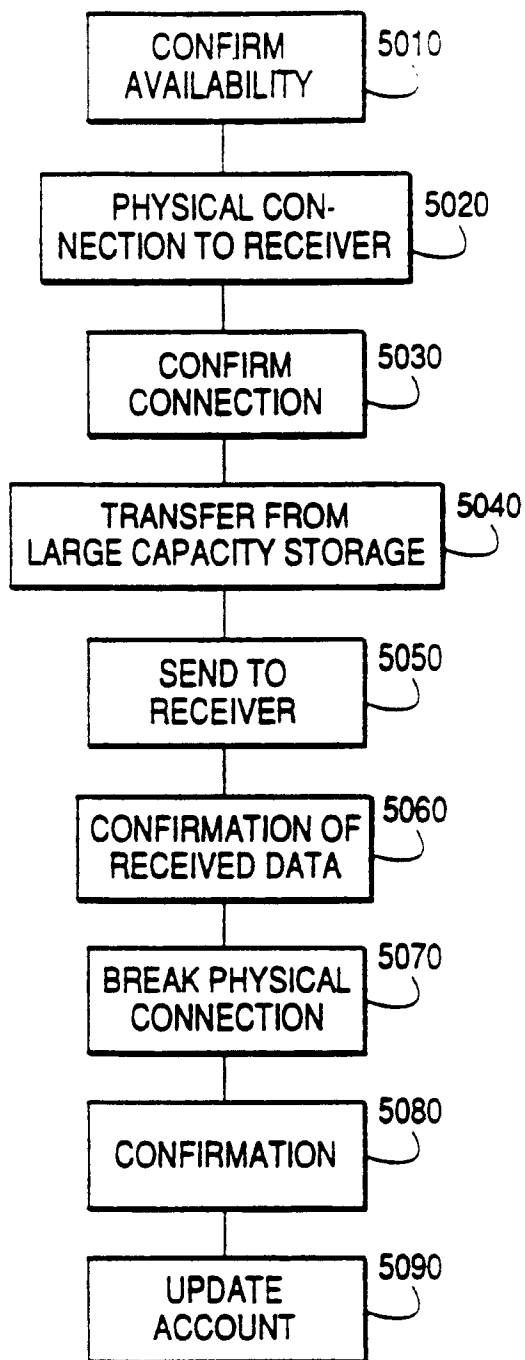 CONFIRM
AVAILABILITY
5010
PHYSICAL CON-
NECTION TO RECEIVER
5020
CONFIRM
CONNECTION
5030
TRANSFER FROM
LARGE CAPACITY STORAGE
5040
SEND TO
RECEIVER
5050
CONFIRMATION OF
RECEIVED DATA
5060
BREAK PHYSICAL
CONNECTION
5070
CONFIRMATION
5080
UPDATE
ACCOUNT
5090